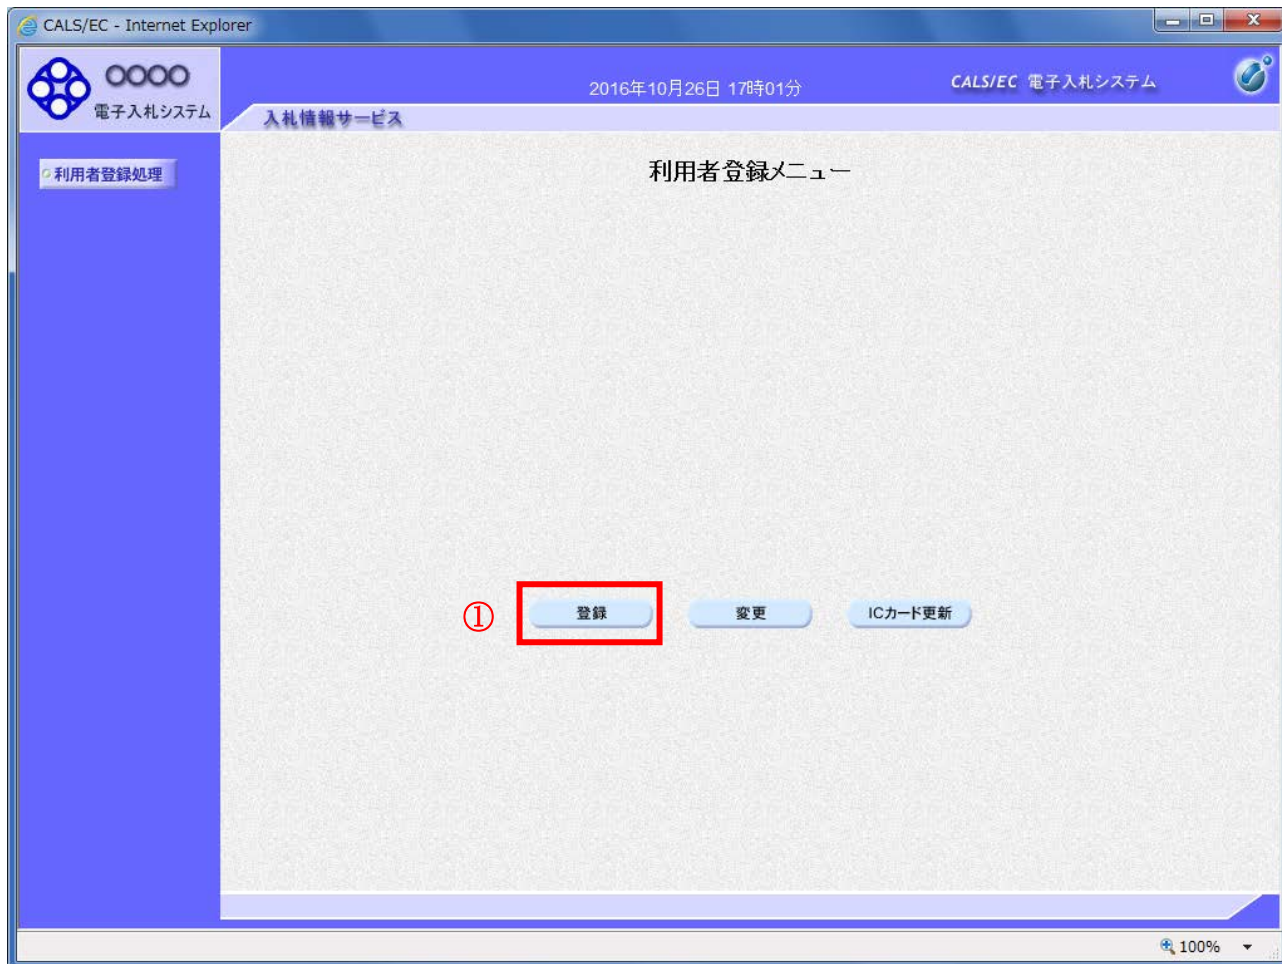 CALS/EC - Internet Explorer
○○○○
電子入札システム
2016年10月26日 17時01分
CALS/EC 電子入札システム
入札情報サービス
利用者登録処理
利用者登録メニュー
①
登録
変更
ICカード更新
100%